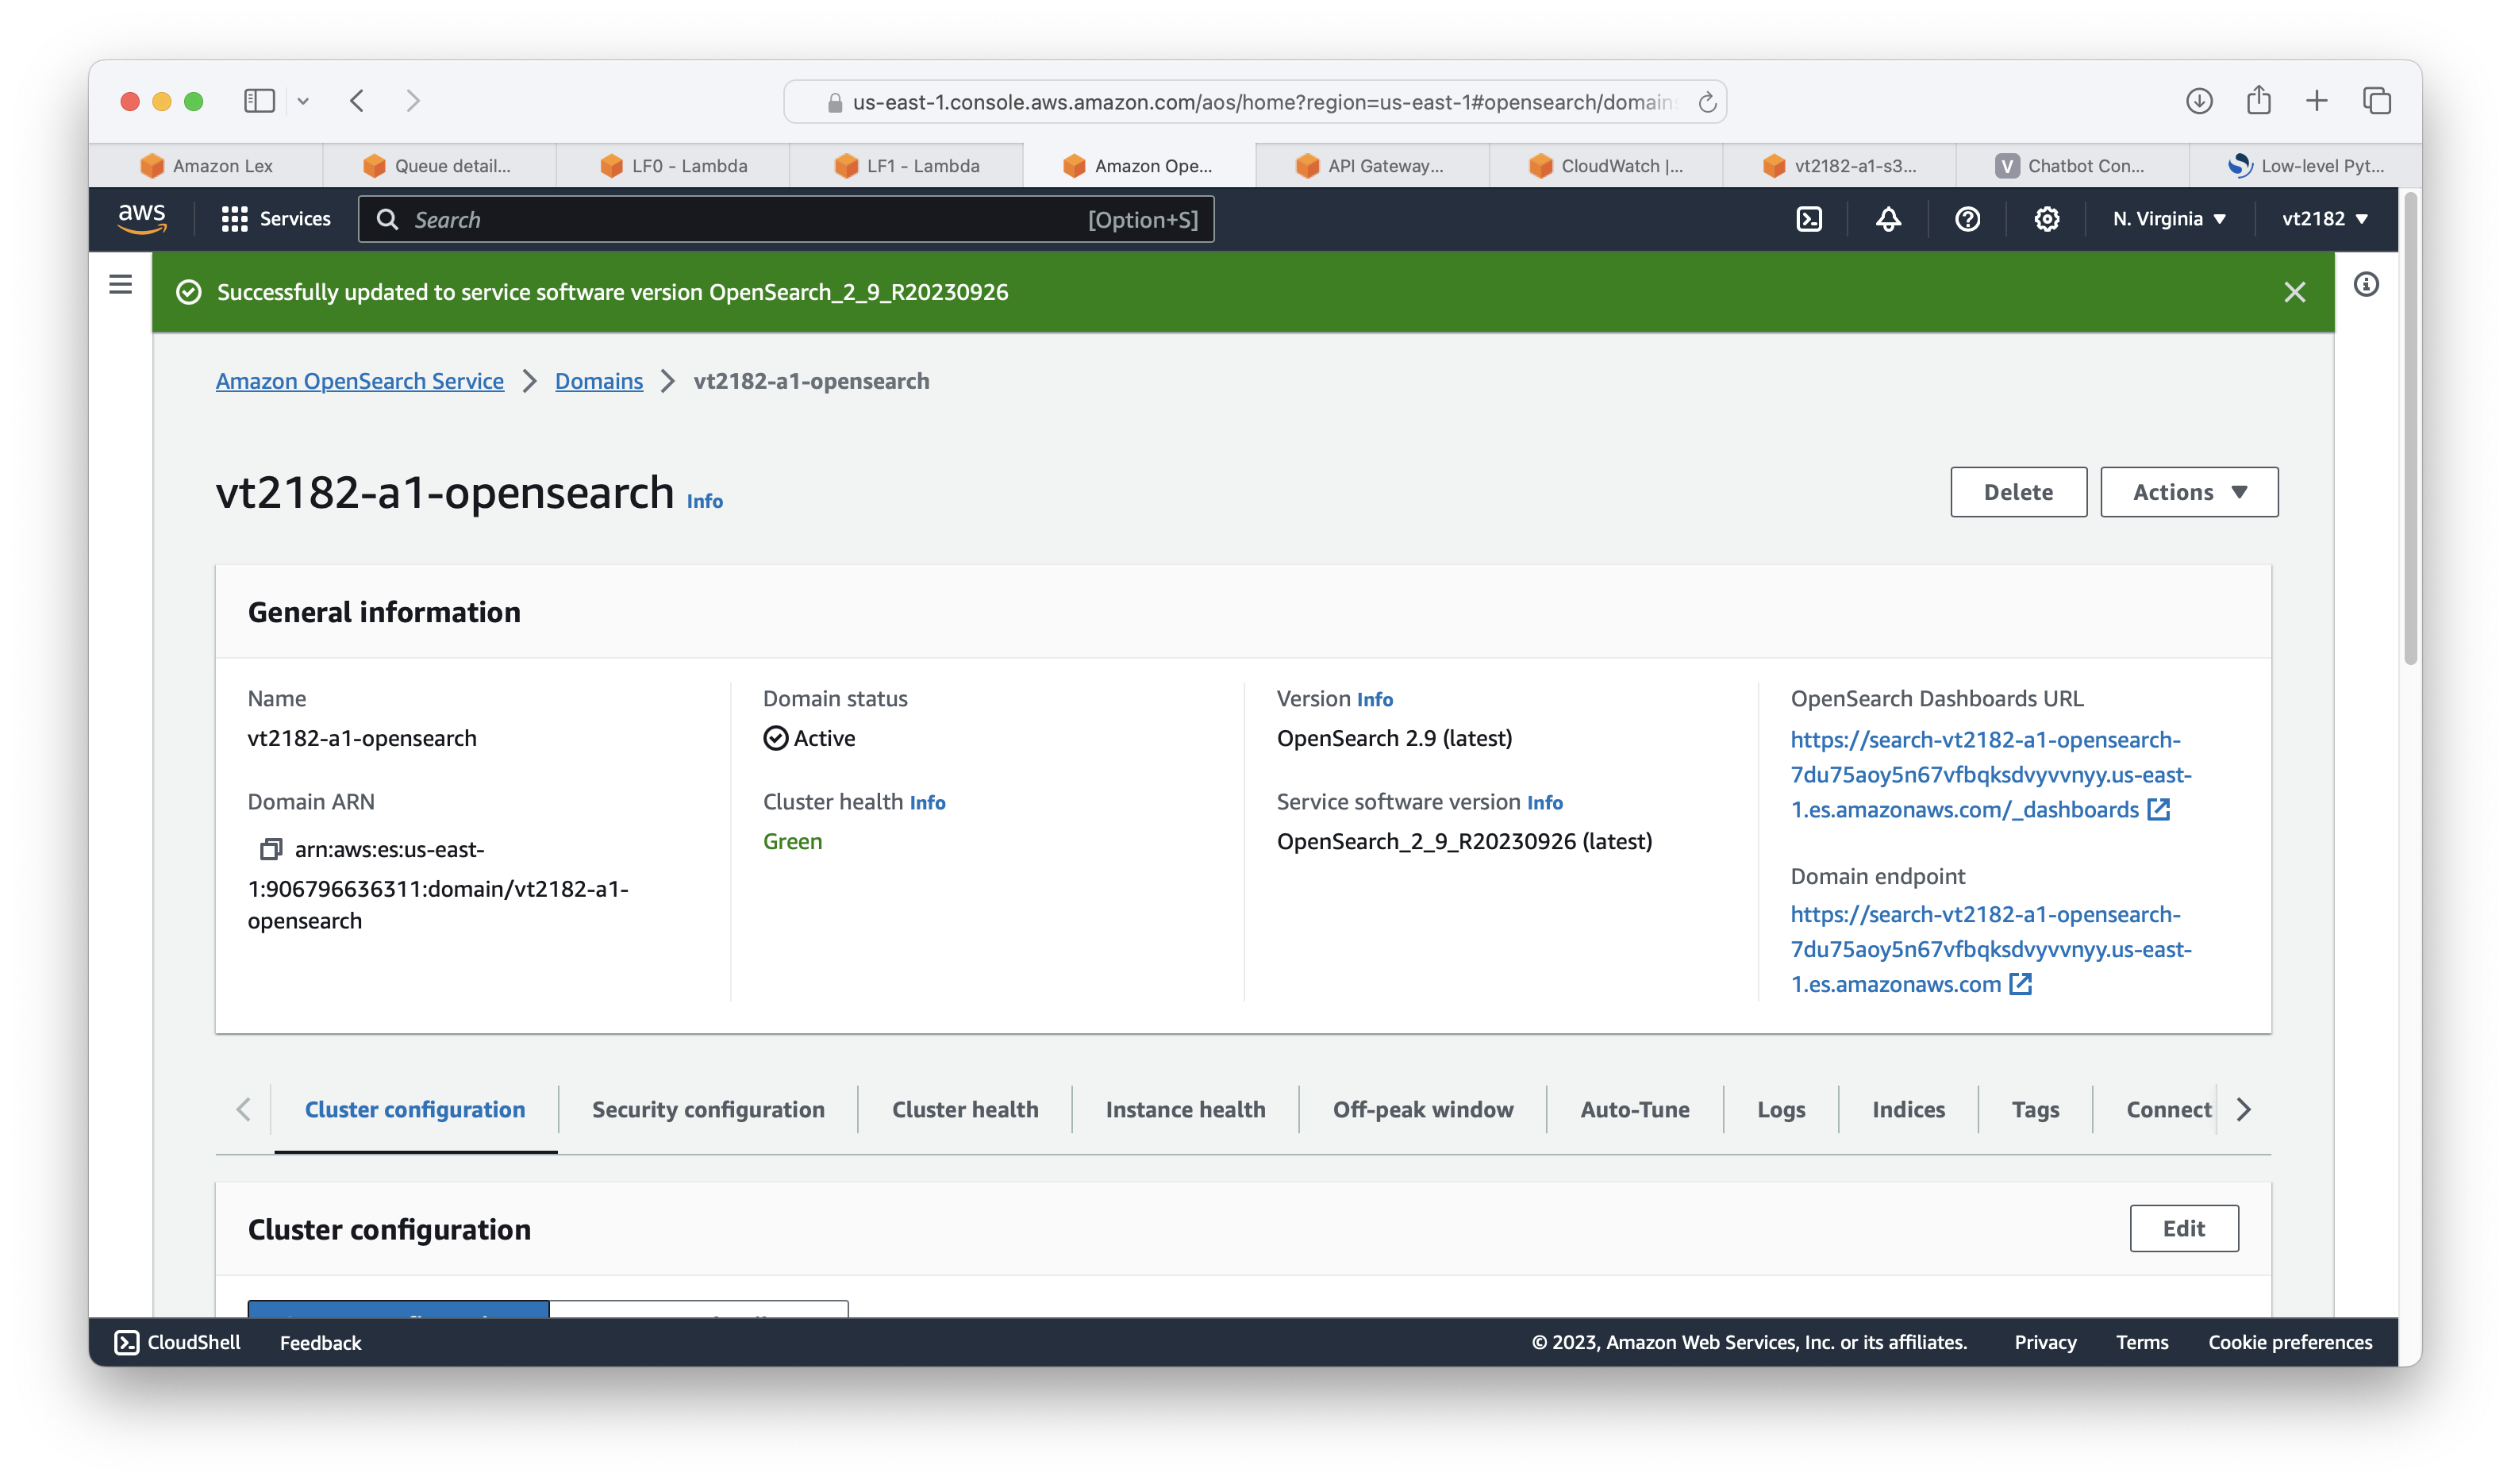 us-east-1.console.aws.amazon.com/aos/home?region=us-east-1#opensearch/domain
Amazon Lex
Queue detail...
LF0 - Lambda
LF1 - Lambda
Amazon Ope...
API Gateway...
CloudWatch |...
vt2182-a1-s3...
V Chatbot Con...
Low-level Pyt...
aws
Services
Search [Option+S]
N. Virginia
vt2182
Successfully updated to service software version OpenSearch_2_9_R20230926
Amazon OpenSearch Service
Domains
vt2182-a1-opensearch
vt2182-a1-opensearch Info
Delete
Actions
General information
Name
vt2182-a1-opensearch
Domain ARN
arn:aws:es:us-east-
1:906796636311:domain/vt2182-a1-
opensearch
Domain status
Active
Cluster health Info
Green
Version Info
OpenSearch 2.9 (latest)
Service software version Info
OpenSearch_2_9_R20230926 (latest)
OpenSearch Dashboards URL
https://search-vt2182-a1-opensearch-
7du75aoy5n67vfbqksdvyvvnyy.us-east-
1.es.amazonaws.com/_dashboards
Domain endpoint
https://search-vt2182-a1-opensearch-
7du75aoy5n67vfbqksdvyvvnyy.us-east-
1.es.amazonaws.com
Cluster configuration
Security configuration
Cluster health
Instance health
Off-peak window
Auto-Tune
Logs
Indices
Tags
Connect
Cluster configuration
Edit
CloudShell
Feedback
© 2023, Amazon Web Services, Inc. or its affiliates.
Privacy
Terms
Cookie preferences